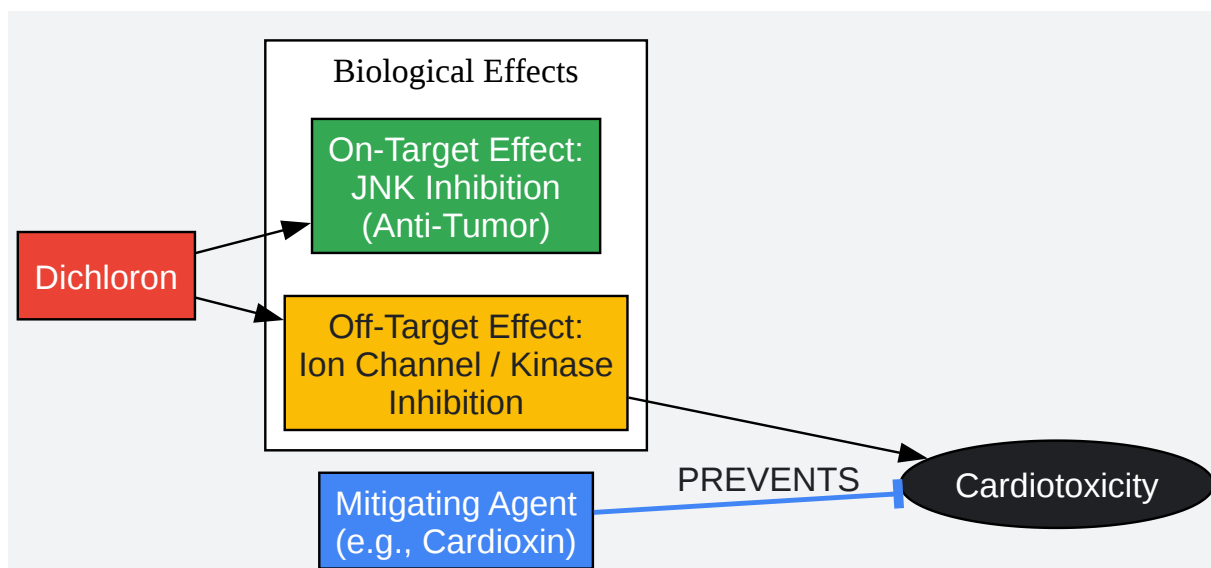 Biological Effects
On-Target Effect:
JNK Inhibition
(Anti-Tumor)
Dichloron
Off-Target Effect:
Ion Channel / Kinase
Inhibition
PREVENTS
Cardiotoxicity
Mitigating Agent
(e.g., Cardioxin)